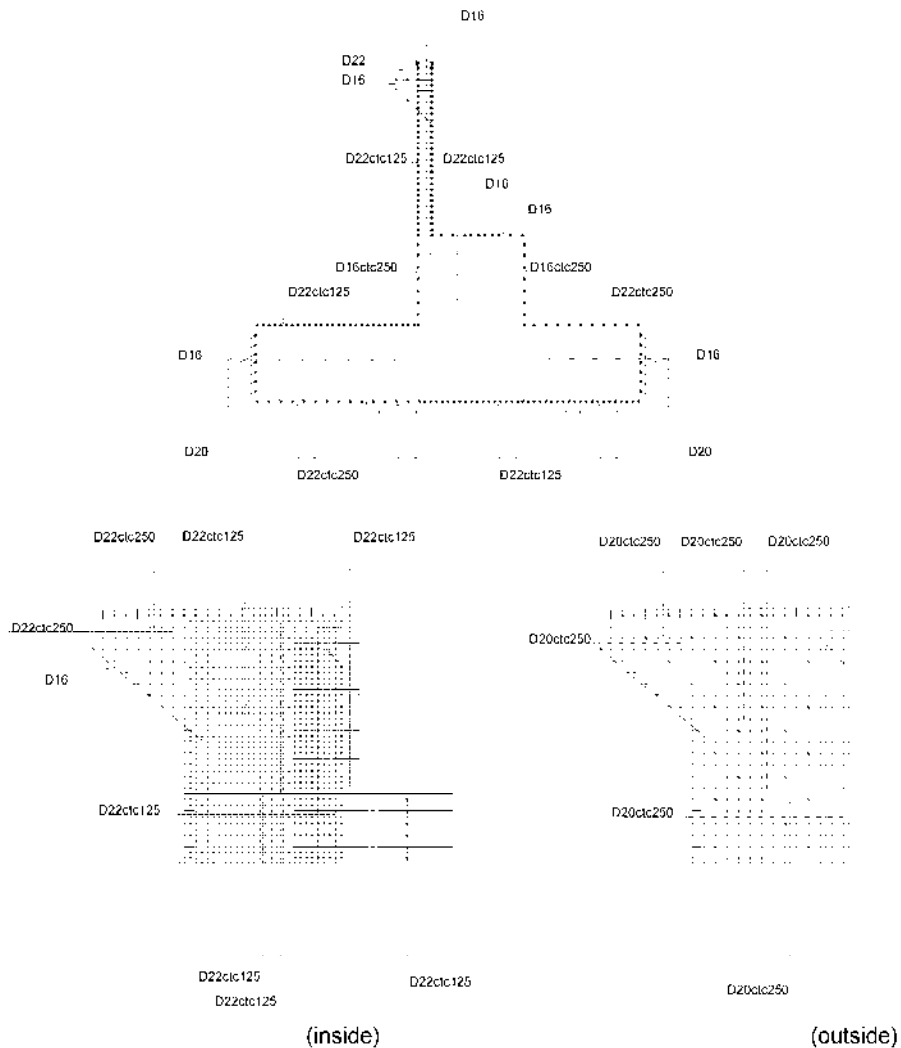 D16
D22
D16
D22ctc125 D22ctc125
D16
D16
D16ctc250 D16ctc250
D22ctc125 D22ctc250
D16 D16
D20 D20
D22ctc250 D22ctc125
D22ctc250 D22ctc125 D22ctc125
D20ctc250 D20ctc250 D20ctc250
D22ctc250
D20ctc250
D16
D22ctc125
D20ctc250
D22ctc125 D22ctc125
D20ctc250
D22ctc125
(inside) (outside)